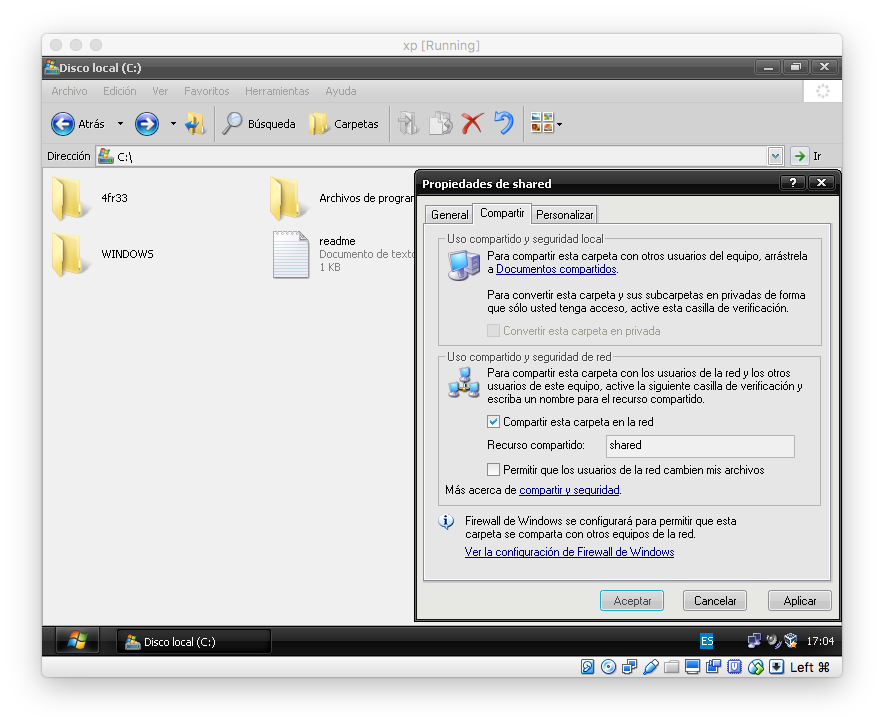 xp [Running]
Disco local (C:)
Archivo Edición Ver Favoritos Herramientas Ayuda
Atrás Búsqueda Carpetas
Dirección C:\ Ir
4fr33
Archivos de program
WINDOWS
readme
Documento de texto
1 KB
Propiedades de shared
General Compartir Personalizar
Uso compartido y seguridad local
Para compartir esta carpeta con otros usuarios del equipo, arrástrela
a Documentos compartidos.
Para convertir esta carpeta y sus subcarpetas en privadas de forma
que sólo usted tenga acceso, active esta casilla de verificación.
Convertir esta carpeta en privada
Uso compartido y seguridad de red
Para compartir esta carpeta con los usuarios de la red y los otros
usuarios de este equipo, active la siguiente casilla de verificación y
escriba un nombre para el recurso compartido.
Compartir esta carpeta en la red
Recurso compartido: shared
Permitir que los usuarios de la red cambien mis archivos
Más acerca de compartir y seguridad.
Firewall de Windows se configurará para permitir que esta
carpeta se comparta con otros equipos de la red.
Ver la configuración de Firewall de Windows
Aceptar Cancelar Aplicar
Disco local (C:) ES 17:04
Left ⌘